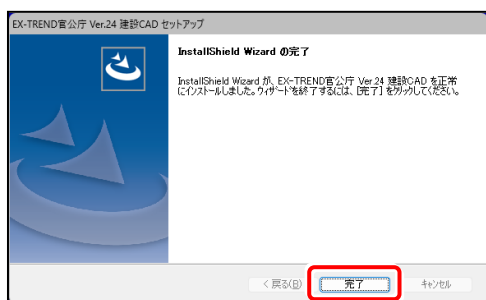 EX-TREND官公庁 Ver.24 建設CAD セットアップ
InstallShield Wizard の完了
InstallShield Wizard が、EX-TREND官公庁 Ver.24 建設CAD を正常
にインストールしました。ウィザードを終了するには、[完了] をクリックしてください。
< 戻る(B)
完了
キャンセル